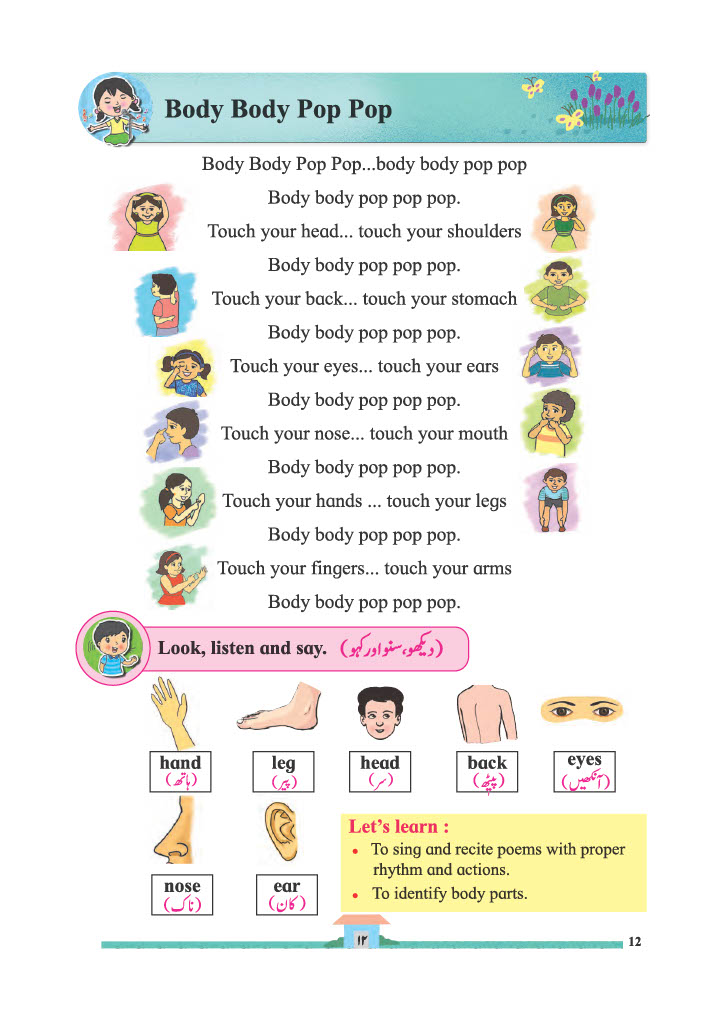 Body Body Pop Pop
Body Body Pop Pop...body body pop pop
Body body pop pop pop.
Touch your head... touch your shoulders
Body body pop pop pop.
Touch your back... touch your stomach
Body body pop pop pop.
Touch your eyes... touch your ears
Body body pop pop pop.
Touch your nose... touch your mouth
Body body pop pop pop.
Touch your hands ... touch your legs
Body body pop pop pop.
Touch your fingers... touch your arms
Body body pop pop pop.
Look, listen and say. (دیکھو، سنو اور کہو)
hand
(ہاتھ)
leg
(پیر)
head
(سر)
back
(پیٹھ)
eyes
(آنکھیں)
nose
(ناک)
ear
(کان)
Let's learn :
• To sing and recite poems with proper
rhythm and actions.
• To identify body parts.
۱۲
12